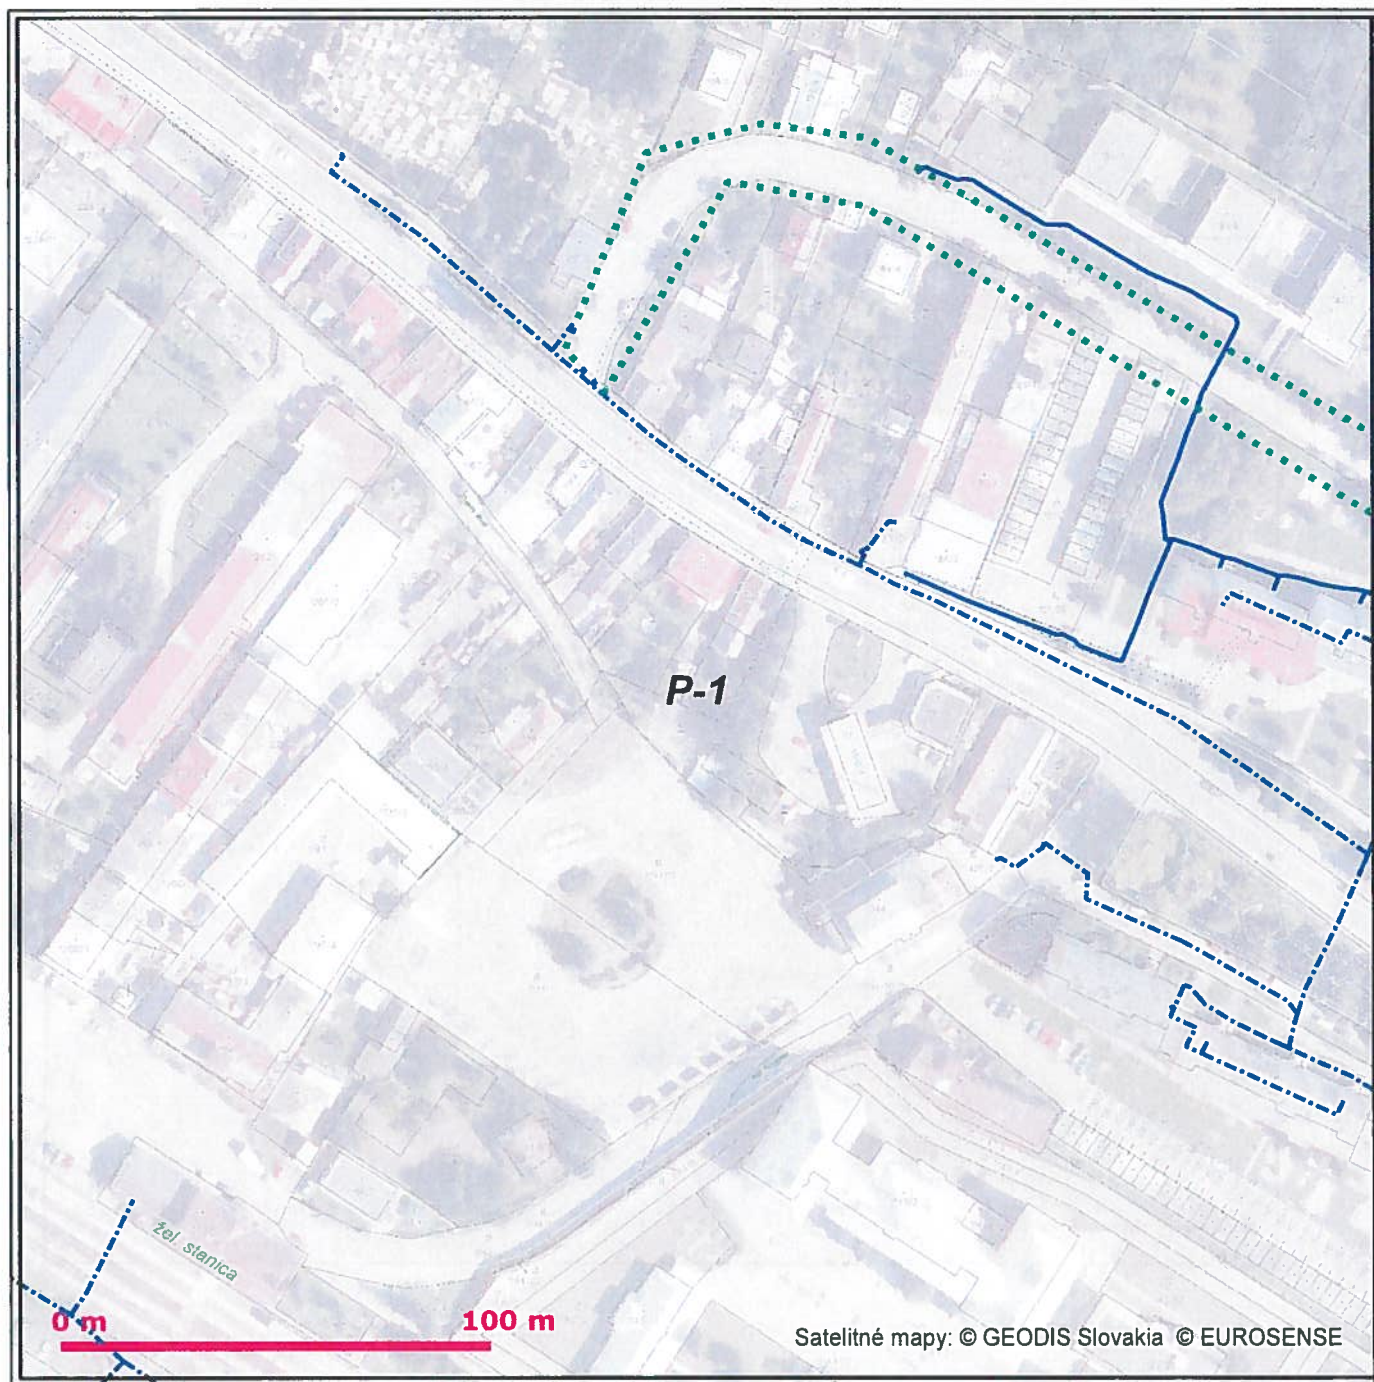 P-1
žel. stanica
0 m
100 m
Satelitné mapy: © GEODIS Slovakia © EUROSENSE